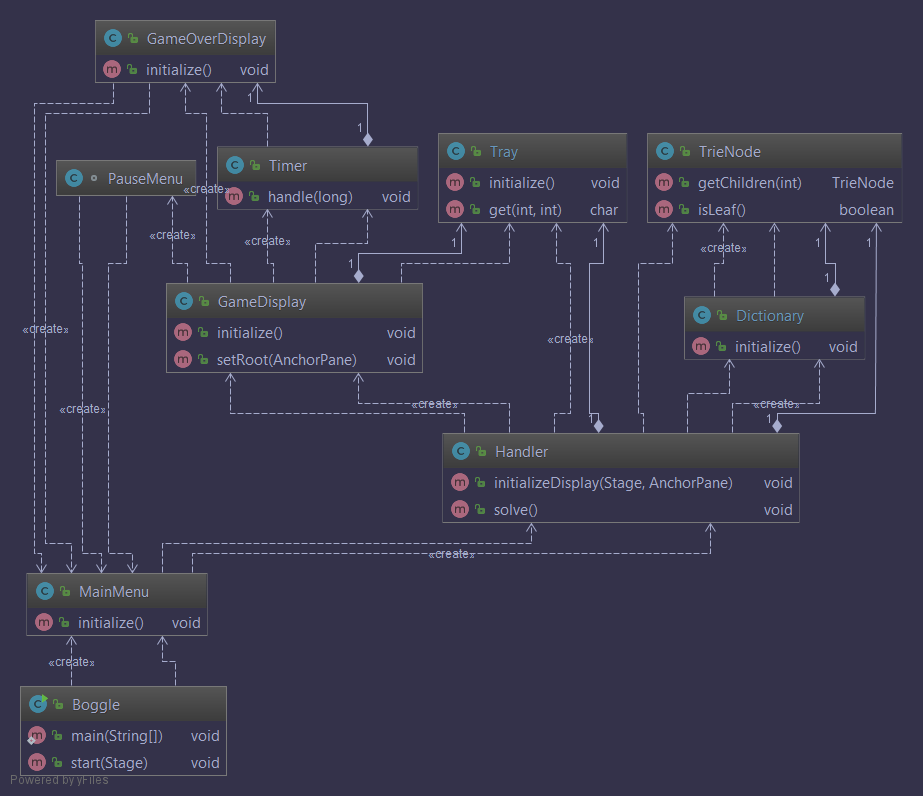 GameOverDisplay
initialize() void
1
1
Timer
handle(long) void
PauseMenu
«create»
Tray
initialize() void
get(int, int) char
TrieNode
getChildren(int) TrieNode
isLeaf() boolean
«create»
«create»
1
1
1
1
«create»
1
1
GameDisplay
initialize() void
setRoot(AnchorPane) void
Dictionary
initialize() void
«create»
«create»
«create»
«create»
«create»
1
1
Handler
initializeDisplay(Stage, AnchorPane) void
solve() void
«create»
MainMenu
initialize() void
«create»
Boggle
main(String[]) void
start(Stage) void
Powered by yFiles